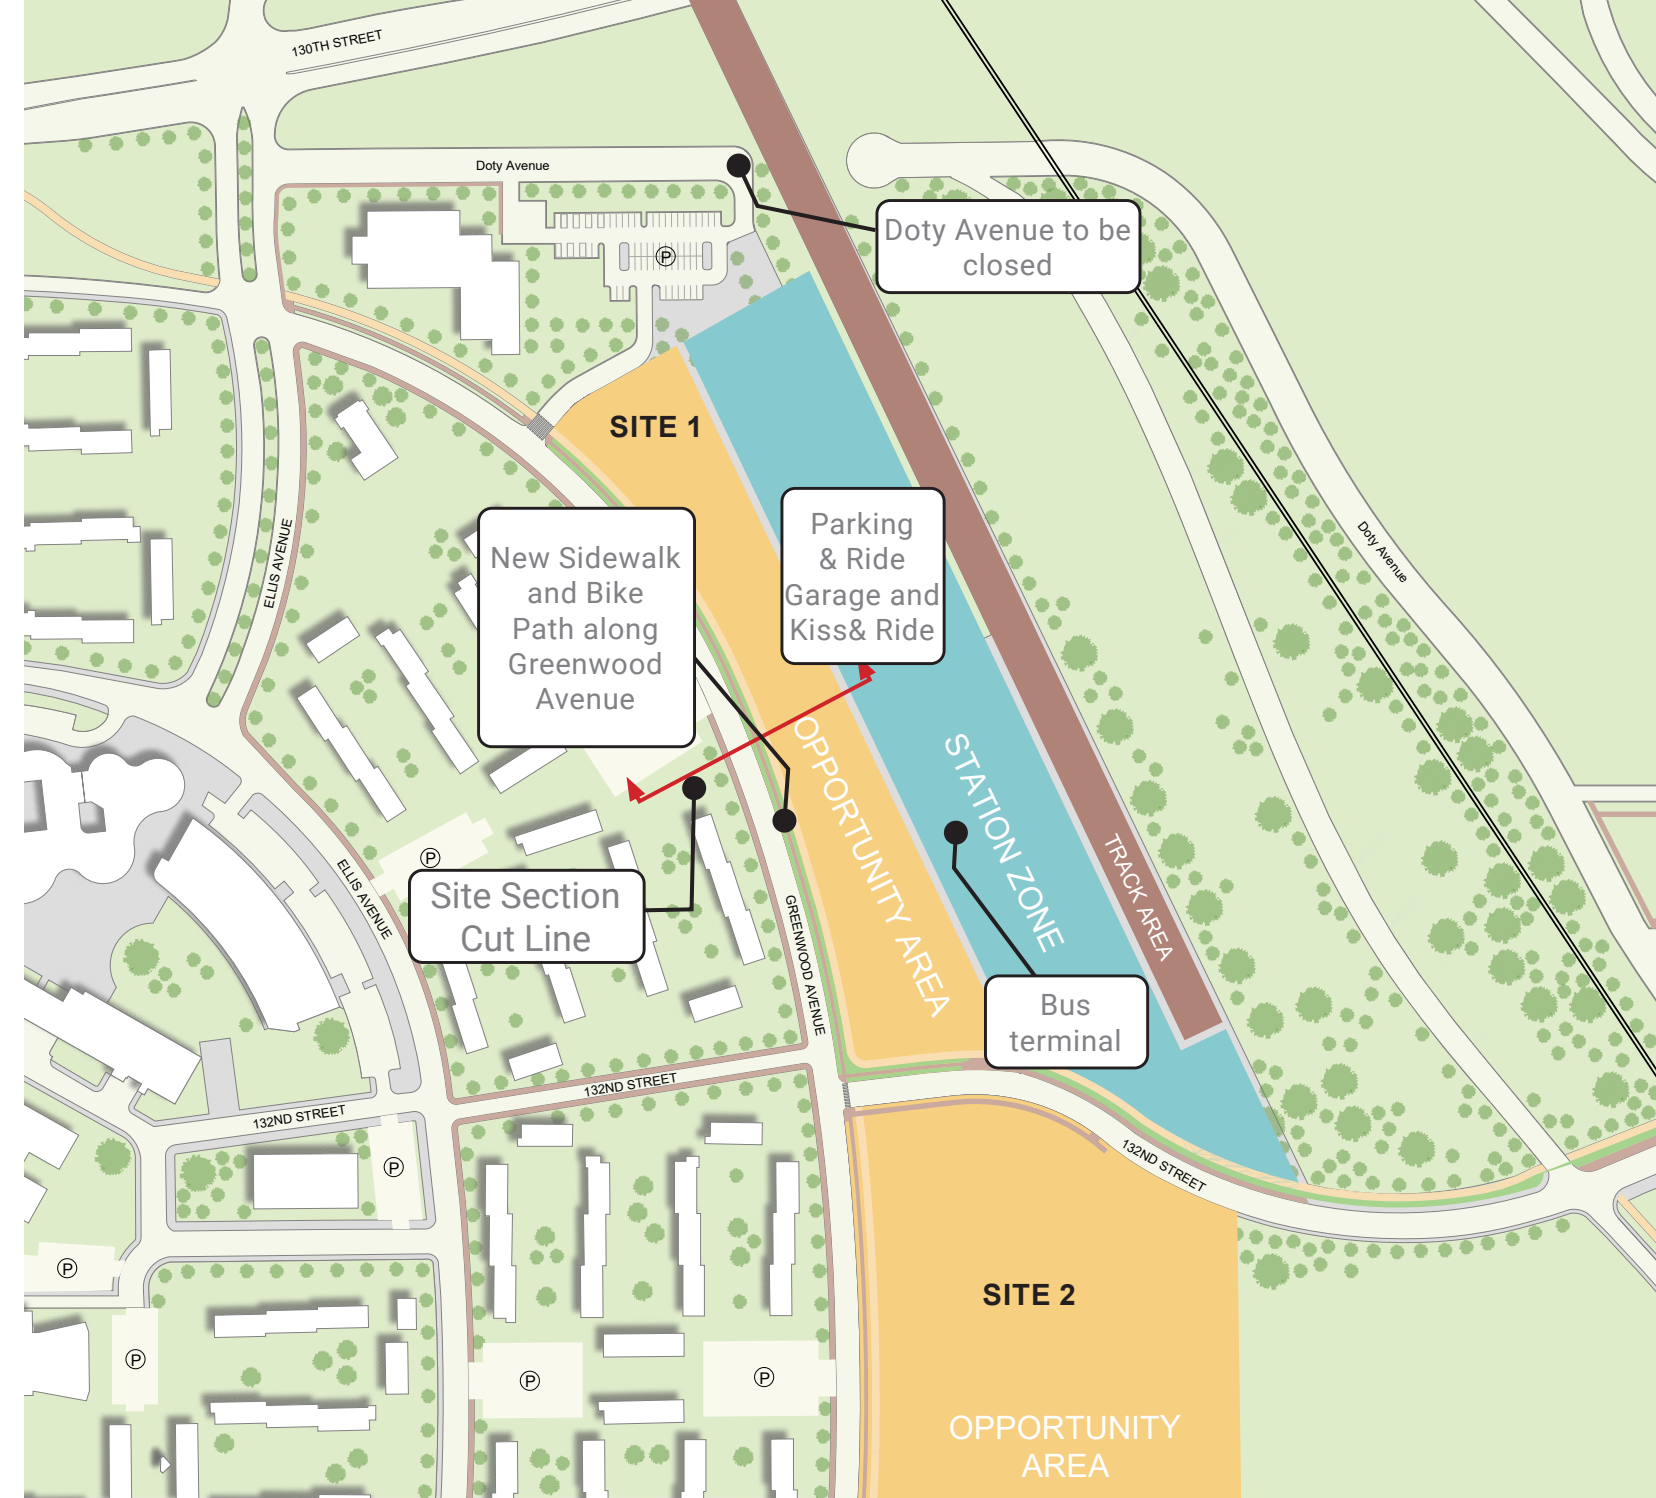 130TH STREET
Doty Avenue
P
Doty Avenue to be
closed
SITE 1
Parking
& Ride
Garage and
Kiss& Ride
New Sidewalk
and Bike
Path along
Greenwood
Avenue
ELLIS AVENUE
Doty Avenue
OPPORTUNITY AREA
STATION ZONE
TRACK AREA
P
ELLIS AVENUE
Site Section
Cut Line
GREENWOOD AVENUE
Bus
terminal
132ND STREET
132ND STREET
132ND STREET
P
P
SITE 2
P
P
P
OPPORTUNITY
AREA